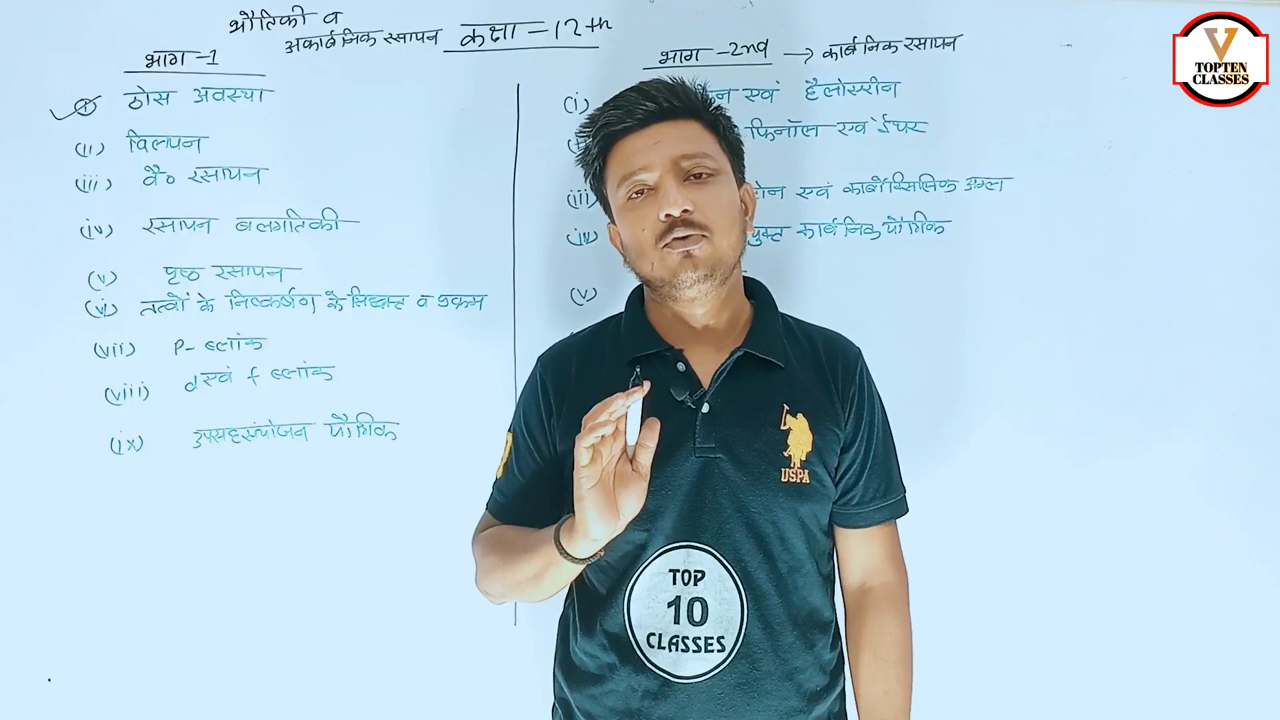 भौतिकी व
अकार्बनिक रसायन कक्षा - 12th
भाग -1
(i) ठोस अवस्था
(ii) विलयन
(iii) वै० रसायन
(iv) रसायन बलगतिकी
(v) पृष्ठ रसायन
(vi) तत्वों के निष्कर्षण के सिद्धान्त व प्रक्रम
(vii) P- ब्लॉक
(viii) d एवं f ब्लॉक
(ix) उपसहसंयोजन यौगिक
भाग -2nd → कार्बनिक रसायन
(i) एवं हैलोएरीन
फिनॉल एवं ईथर
(iii) एवं कार्बोक्सिलिक अम्ल
(iv) युक्त कार्बनिक यौगिक
(v)
V
TOPTEN
CLASSES
USPA
TOP
10
CLASSES